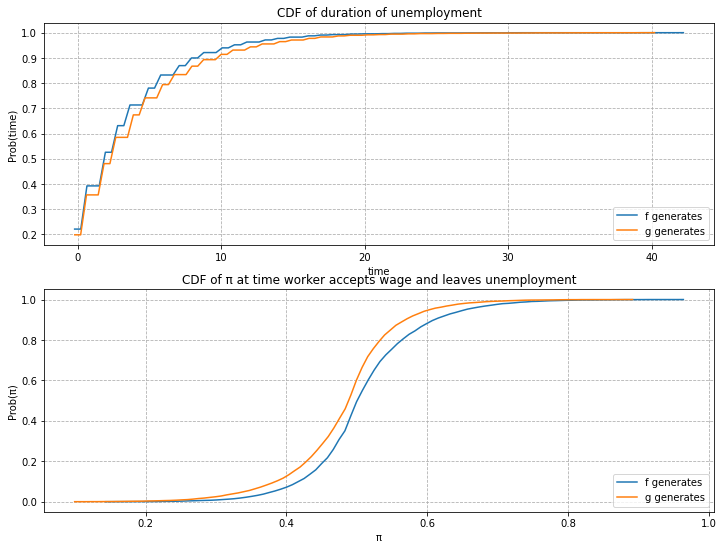 CDF of duration of unemployment
Prob(time)
1.0
0.9
0.8
0.7
0.6
0.5
0.4
0.3
0.2
f generates
g generates
0 10 20 30 40
time
CDF of π at time worker accepts wage and leaves unemployment
Prob(π)
1.0
0.8
0.6
0.4
0.2
0.0
f generates
g generates
0.2 0.4 0.6 0.8 1.0
π